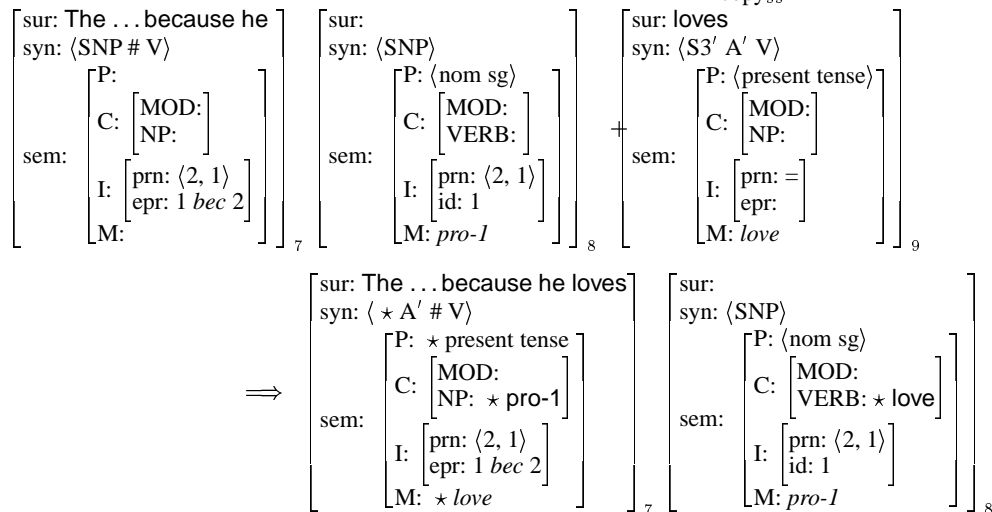 sur: The ... because he
syn: ⟨SNP # V⟩
sem:
P:
C:
MOD:
NP:
I:
prn: ⟨2, 1⟩
epr: 1 bec 2
M:
7
sur:
syn: ⟨SNP⟩
sem:
P: ⟨nom sg⟩
C:
MOD:
VERB:
I:
prn: ⟨2, 1⟩
id: 1
M: pro-1
8
+
sur: loves
syn: ⟨S3′ A′ V⟩
sem:
P: ⟨present tense⟩
C:
MOD:
NP:
I:
prn: =
epr:
M: love
9
⟹
sur: The ... because he loves
syn: ⟨ ⋆ A′ # V⟩
sem:
P: ⋆ present tense
C:
MOD:
NP: ⋆ pro-1
I:
prn: ⟨2, 1⟩
epr: 1 bec 2
M: ⋆ love
7
sur:
syn: ⟨SNP⟩
sem:
P: ⟨nom sg⟩
C:
MOD:
VERB: ⋆ love
I:
prn: ⟨2, 1⟩
id: 1
M: pro-1
8